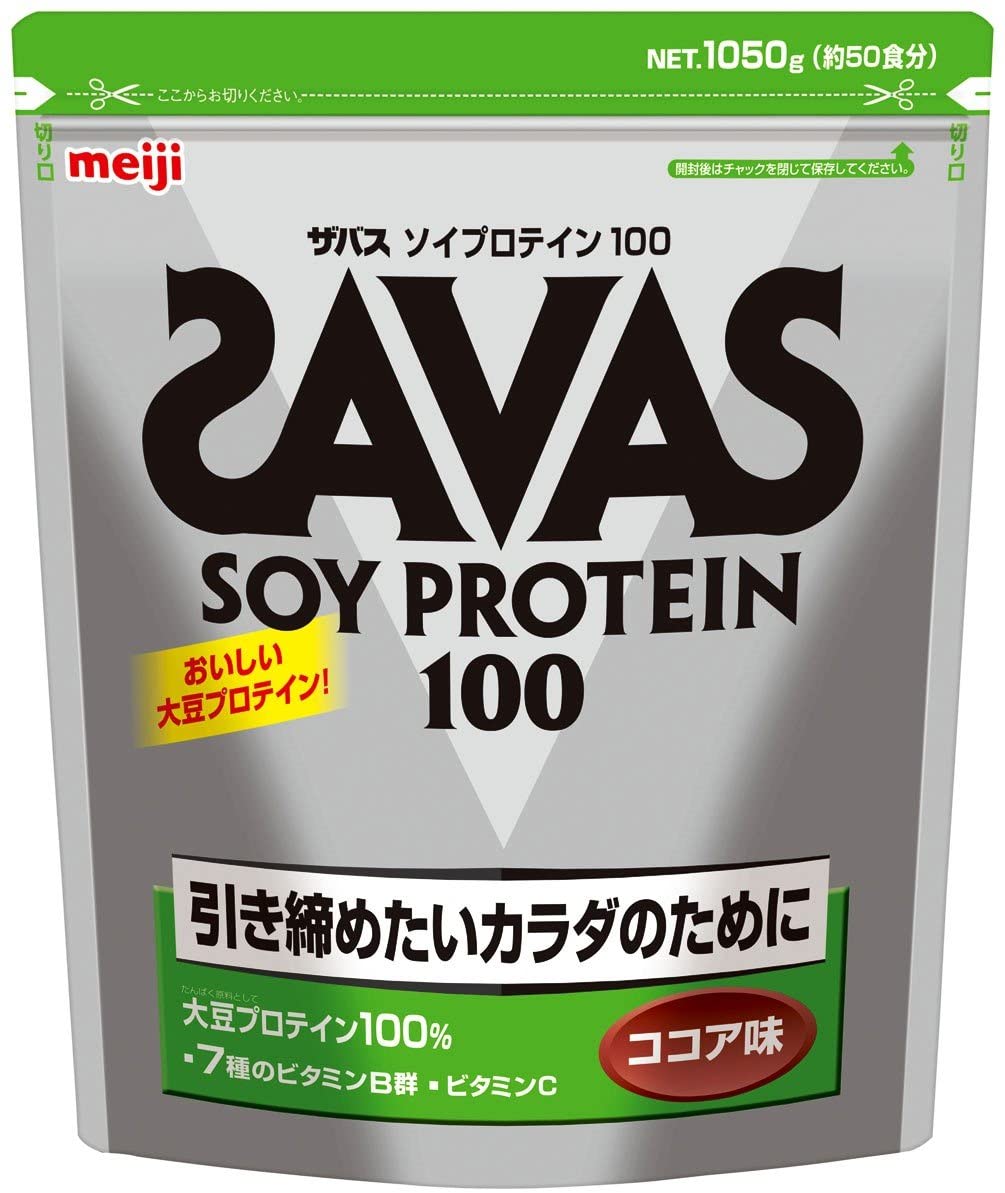 NET.1050g（約50食分）
ここからお切りください。
切り口
切り口
meiji
開封後はチャックを閉じて保存してください。
ザバス ソイプロテイン100
SAVAS
SOY PROTEIN
100
おいしい
大豆プロテイン!
引き締めたいカラダのために
たんぱく原料として
大豆プロテイン100%
▪7種のビタミンB群 ▪ビタミンC
ココア味